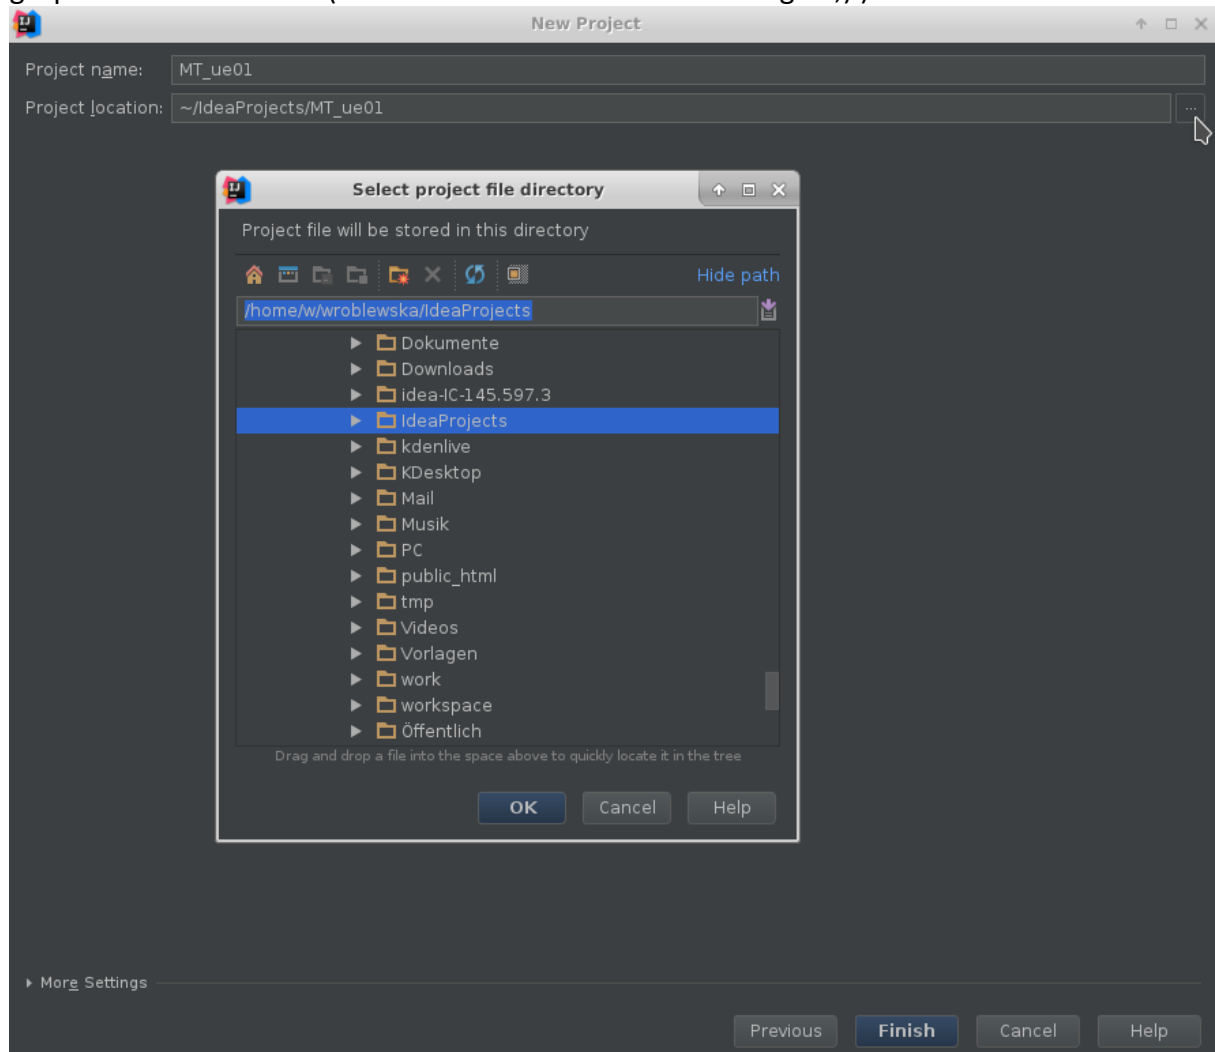 New Project
Project name: MT_ue01
Project location: ~/IdeaProjects/MT_ue01 ...
Select project file directory
Project file will be stored in this directory
Hide path
/home/w/wroblewska/IdeaProjects
Dokumente
Downloads
idea-IC-145.597.3
IdeaProjects
kdenlive
KDesktop
Mail
Musik
PC
public_html
tmp
Videos
Vorlagen
work
workspace
Öffentlich
Drag and drop a file into the space above to quickly locate it in the tree
OK Cancel Help
More Settings
Previous Finish Cancel Help